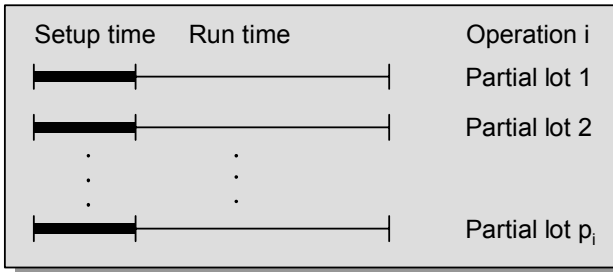 Setup time Run time Operation i
Partial lot 1
Partial lot 2
Partial lot pi